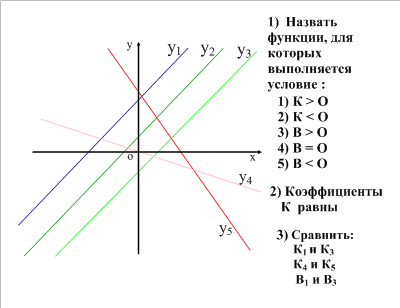 y
y₁
y₂
y₃
o
x
y₄
y₅
1) Назвать
функции, для
которых
выполняется
условие :
1) К > О
2) К < О
3) В > О
4) В = О
5) В < О
2) Коэффициенты
К равны
3) Сравнить:
К₁ и К₃
К₄ и К₅
В₁ и В₃